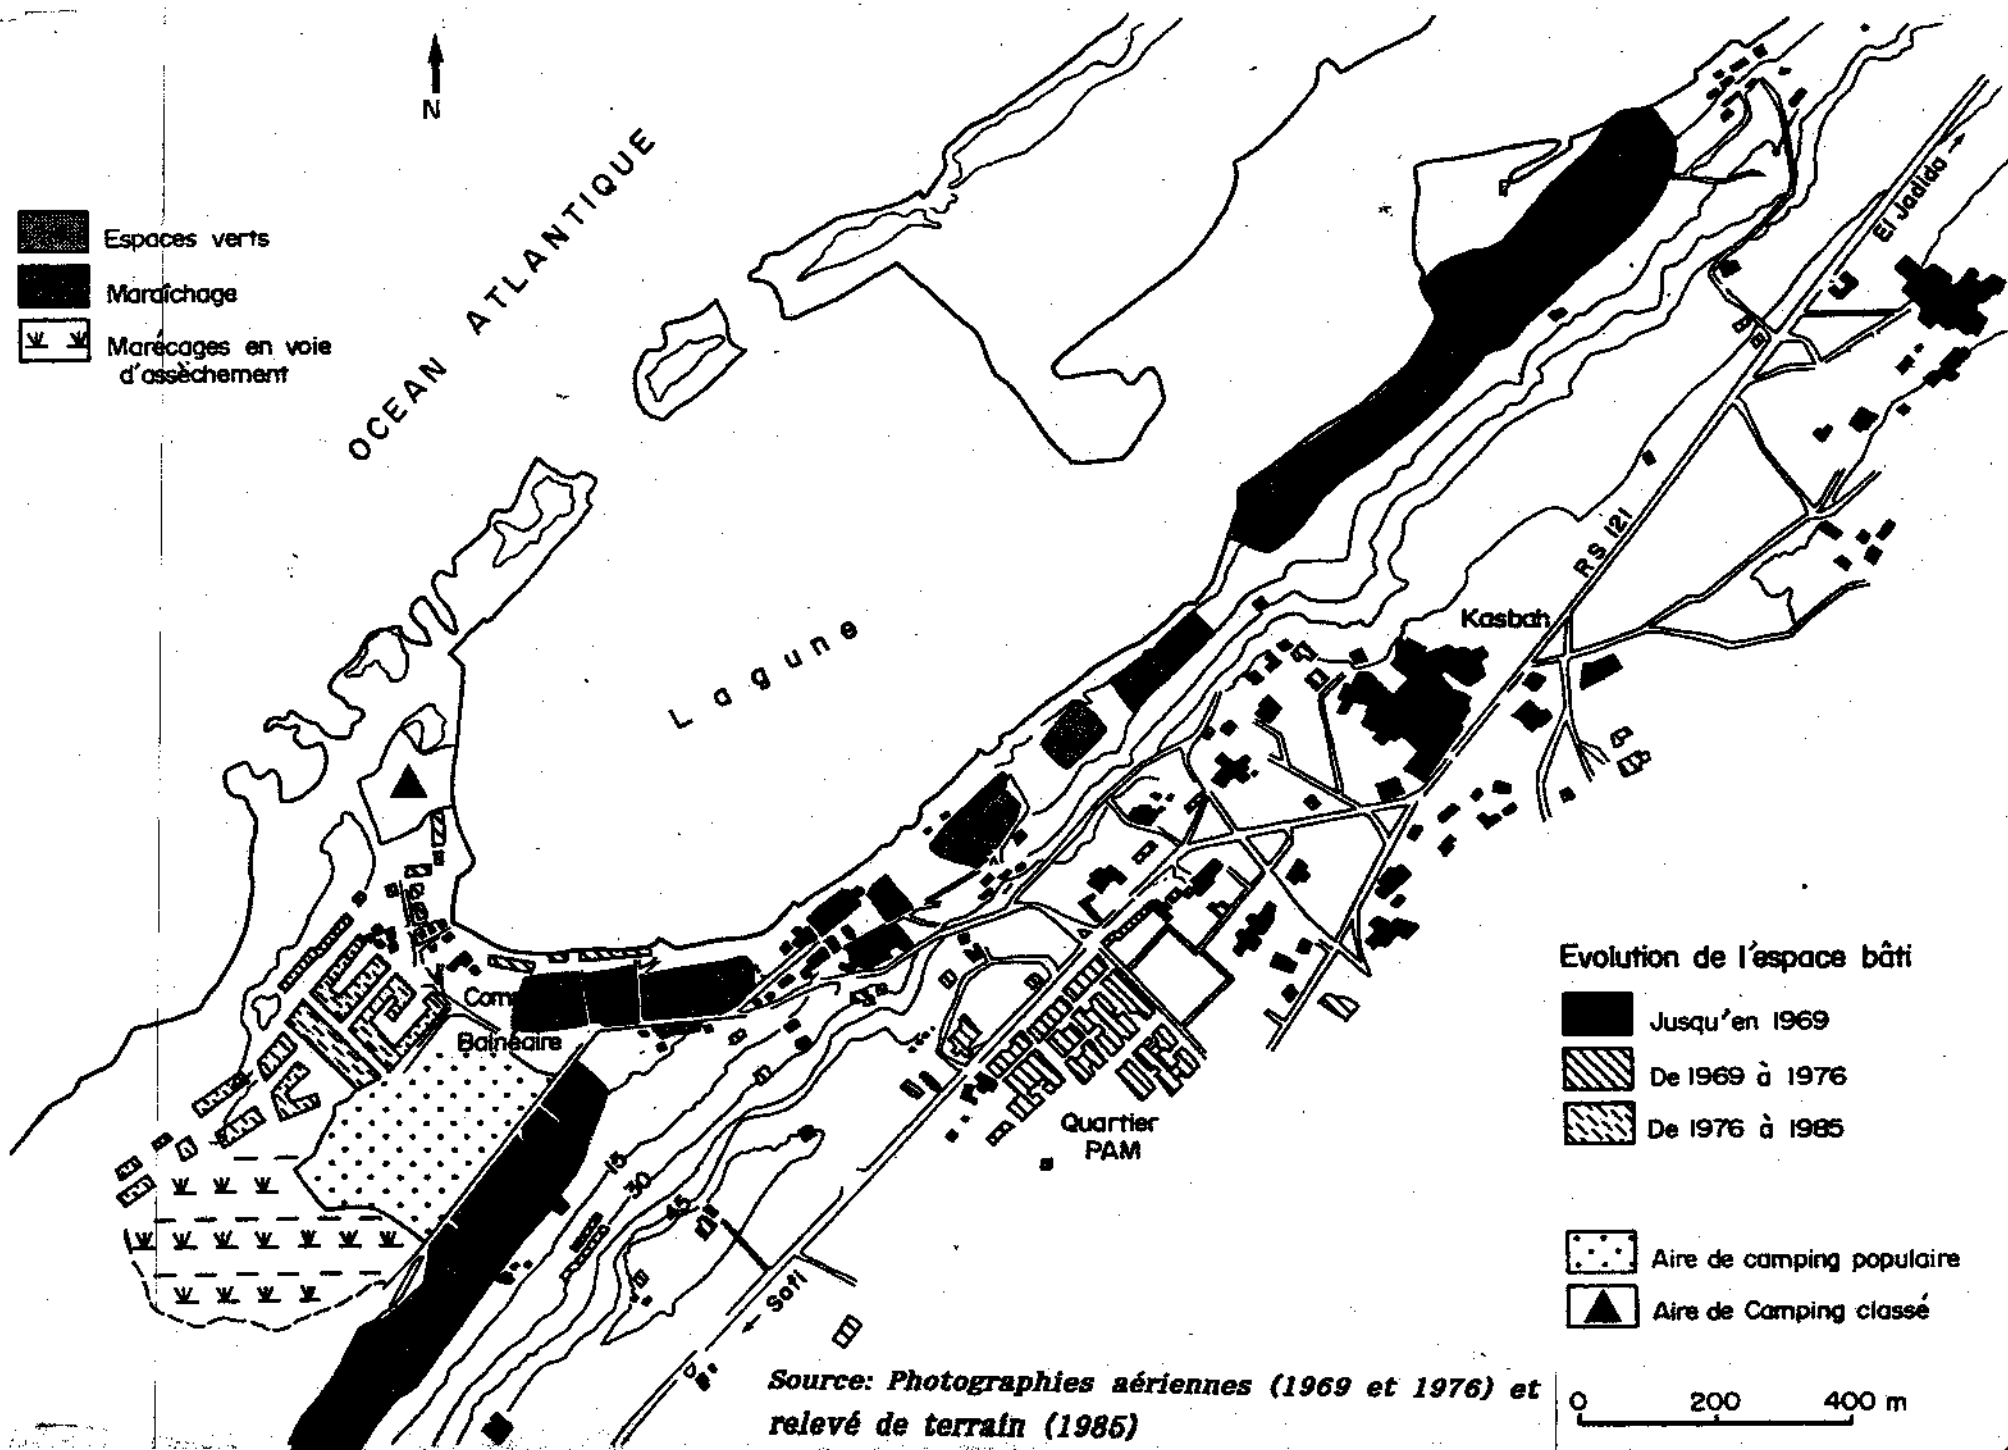 N
OCEAN ATLANTIQUE
Espaces verts
Maraîchage
Marécages en voie
d'assèchement
El Jadida
RS 121
Kasbah
Lagune
Balnéaire
Quartier
PAM
15
30
45
Safi
Evolution de l'espace bâti
Jusqu'en 1969
De 1969 à 1976
De 1976 à 1985
Aire de camping populaire
Aire de Camping classé
Source: Photographies aériennes (1969 et 1976) et
relevé de terrain (1985)
0 200 400 m